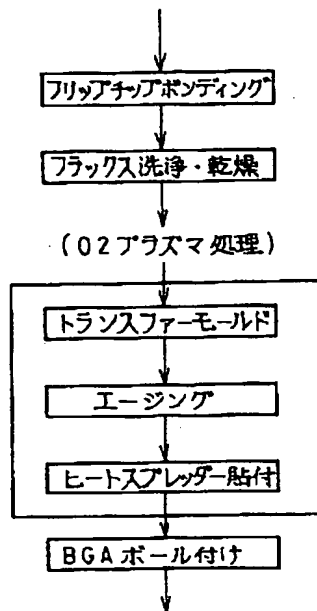 フリップチップボンディング
フラックス洗浄・乾燥
(O2プラズマ処理)
トランスファーモールド
エージング
ヒートスプレッダー貼付
BGAボール付け